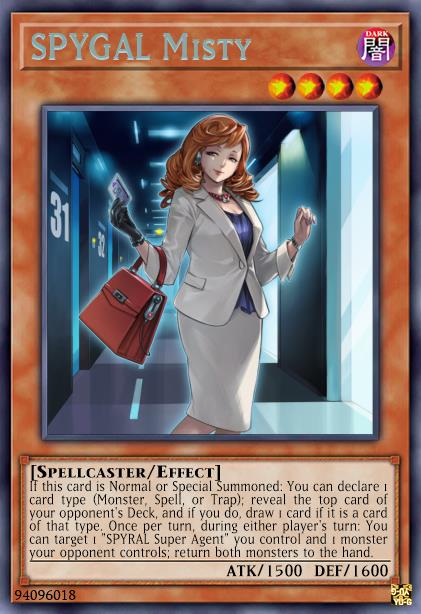 SPYGAL Misty
DARK
闇
31
32
[Spellcaster/Effect]
If this card is Normal or Special Summoned: You can declare 1
card type (Monster, Spell, or Trap); reveal the top card of
your opponent's Deck, and if you do, draw 1 card if it is a card
of that type. Once per turn, during either player's turn: You
can target 1 "SPYRAL Super Agent" you control and 1 monster
your opponent controls; return both monsters to the hand.
ATK/1500 DEF/1600
94096018